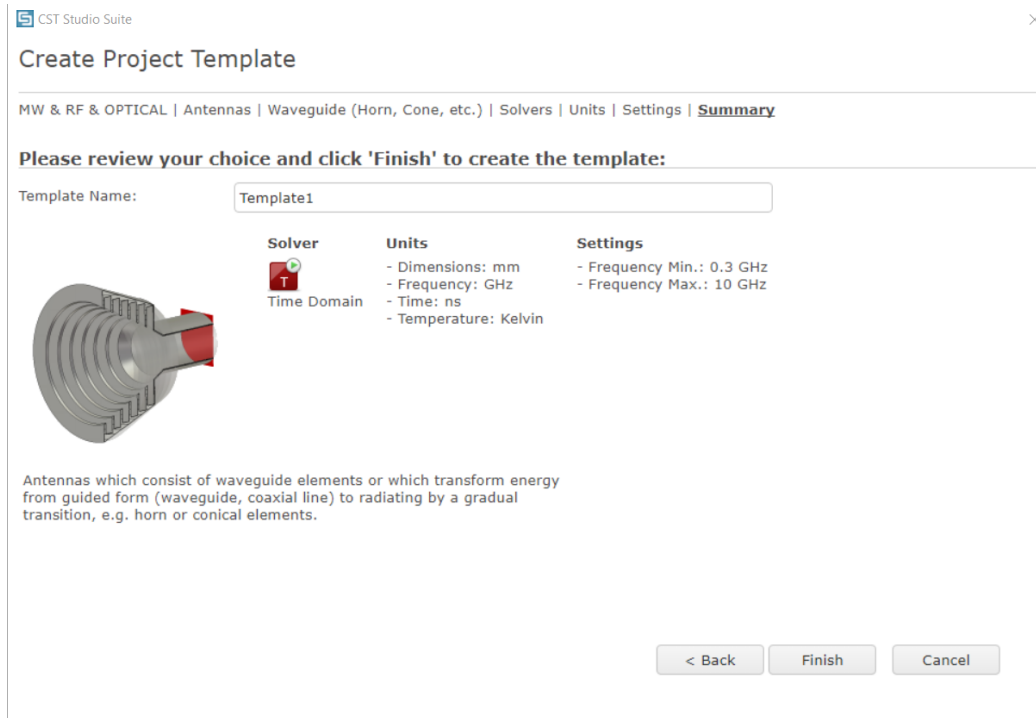 CST Studio Suite
Create Project Template
MW & RF & OPTICAL | Antennas | Waveguide (Horn, Cone, etc.) | Solvers | Units | Settings | Summary
Please review your choice and click 'Finish' to create the template:
Template Name:
Template1
Solver
T
Time Domain
Units
- Dimensions: mm
- Frequency: GHz
- Time: ns
- Temperature: Kelvin
Settings
- Frequency Min.: 0.3 GHz
- Frequency Max.: 10 GHz
Antennas which consist of waveguide elements or which transform energy
from guided form (waveguide, coaxial line) to radiating by a gradual
transition, e.g. horn or conical elements.
< Back
Finish
Cancel